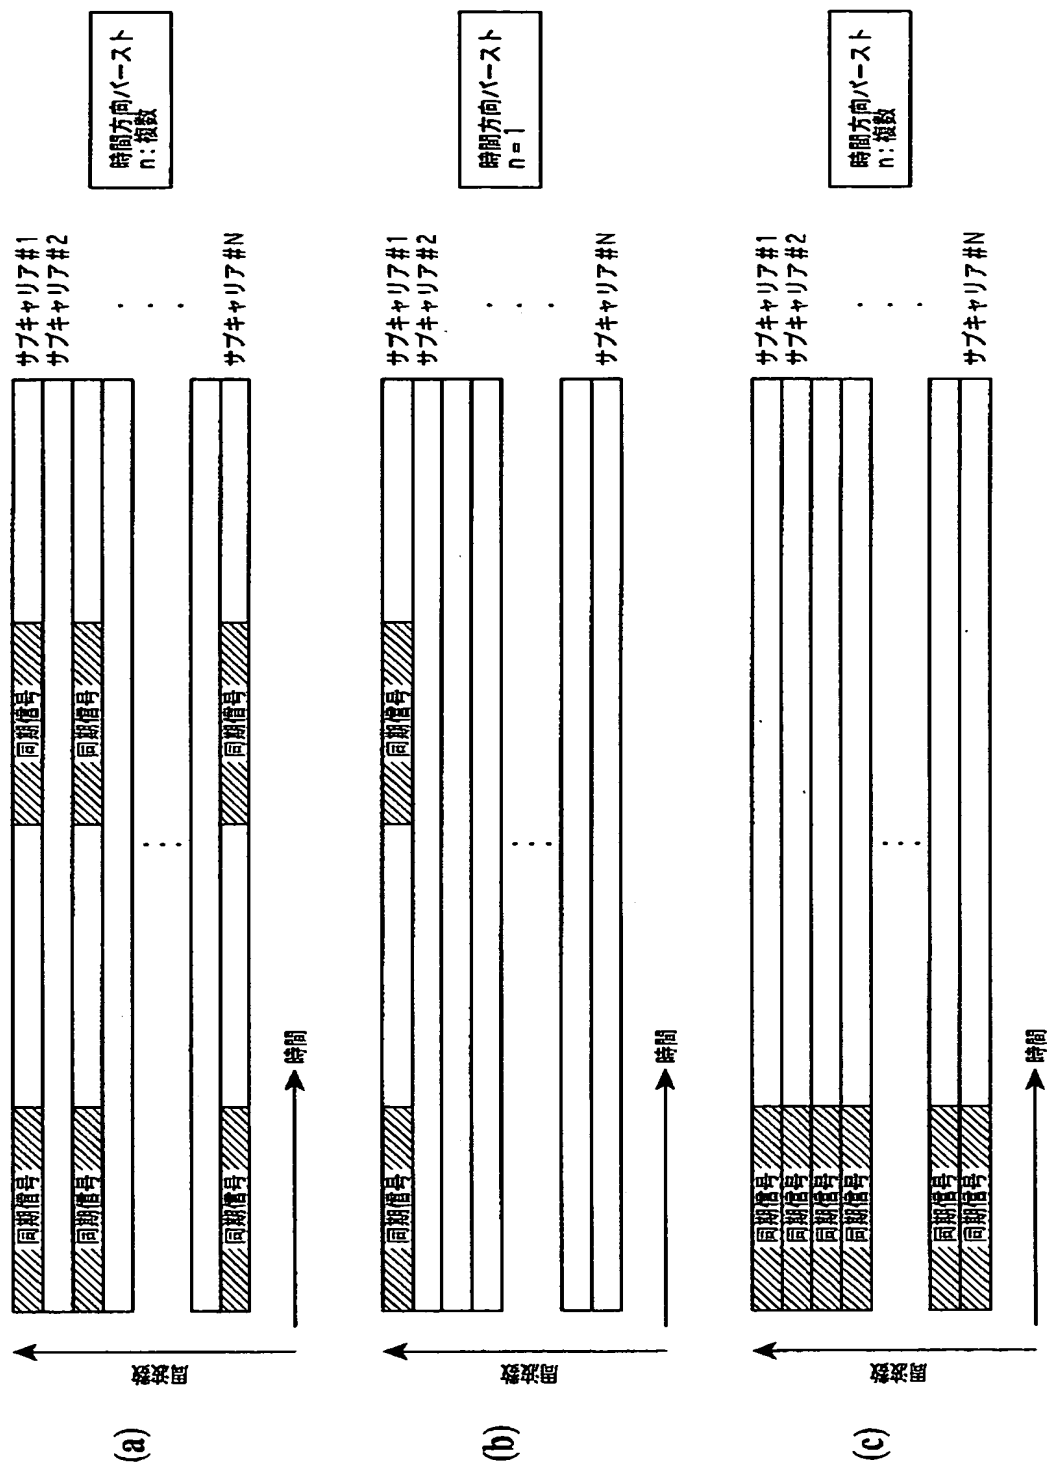 (a)
周波数
同期信号 同期信号 サブキャリア#1
サブキャリア#2
同期信号 同期信号
同期信号 同期信号 サブキャリア#N
時間
時間方向バースト
n:複数
(b)
周波数
同期信号 同期信号 サブキャリア#1
サブキャリア#2
サブキャリア#N
時間
時間方向バースト
n=1
(c)
周波数
同期信号 サブキャリア#1
同期信号 サブキャリア#2
同期信号
同期信号
同期信号
同期信号 サブキャリア#N
時間
時間方向バースト
n:複数